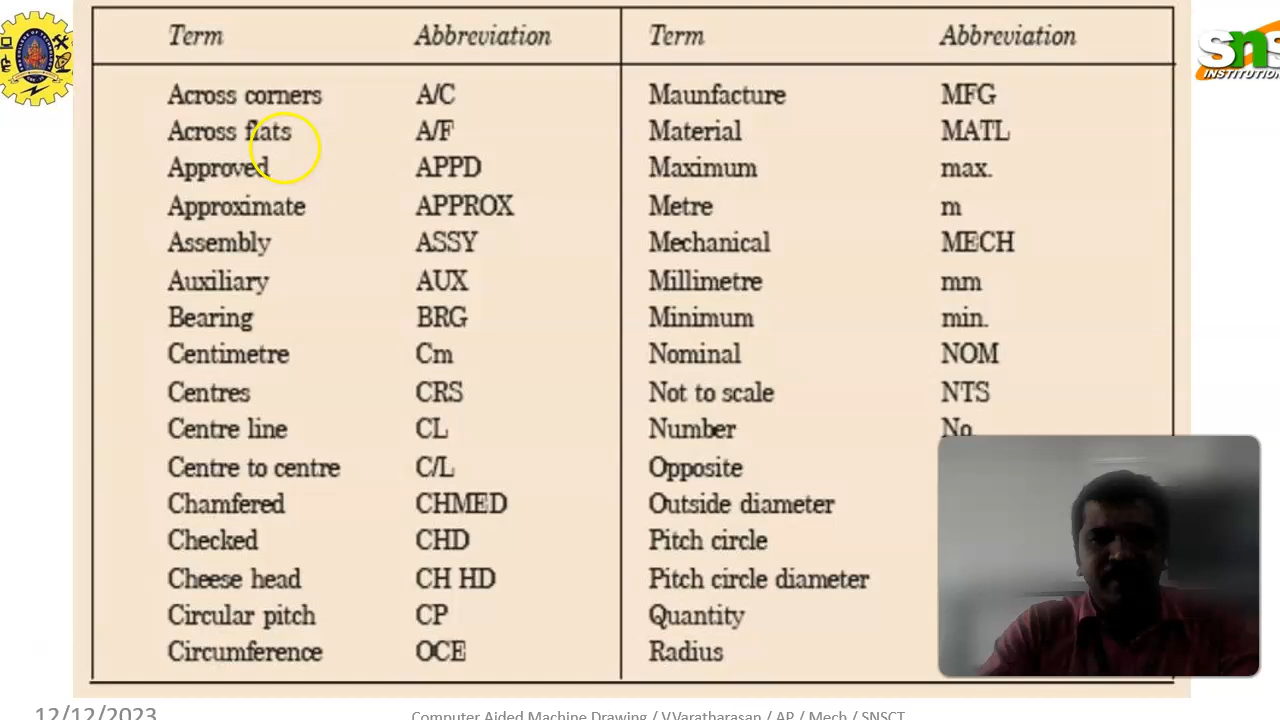 Term Abbreviation Term Abbreviation
Across corners A/C Maunfacture MFG
Across flats A/F Material MATL
Approved APPD Maximum max.
Approximate APPROX Metre m
Assembly ASSY Mechanical MECH
Auxiliary AUX Millimetre mm
Bearing BRG Minimum min.
Centimetre Cm Nominal NOM
Centres CRS Not to scale NTS
Centre line CL Number No
Centre to centre C/L Opposite
Chamfered CHMED Outside diameter
Checked CHD Pitch circle
Cheese head CH HD Pitch circle diameter
Circular pitch CP Quantity
Circumference OCE Radius
SNS
INSTITUTION
12/12/2023 Computer Aided Machine Drawing / V.Varatharasan / AP / Mech / SNSCT